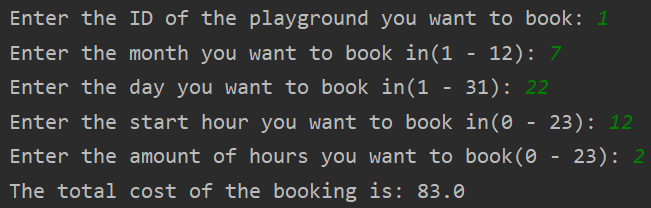 Enter the ID of the playground you want to book: 1
Enter the month you want to book in(1 - 12): 7
Enter the day you want to book in(1 - 31): 22
Enter the start hour you want to book in(0 - 23): 12
Enter the amount of hours you want to book(0 - 23): 2
The total cost of the booking is: 83.0